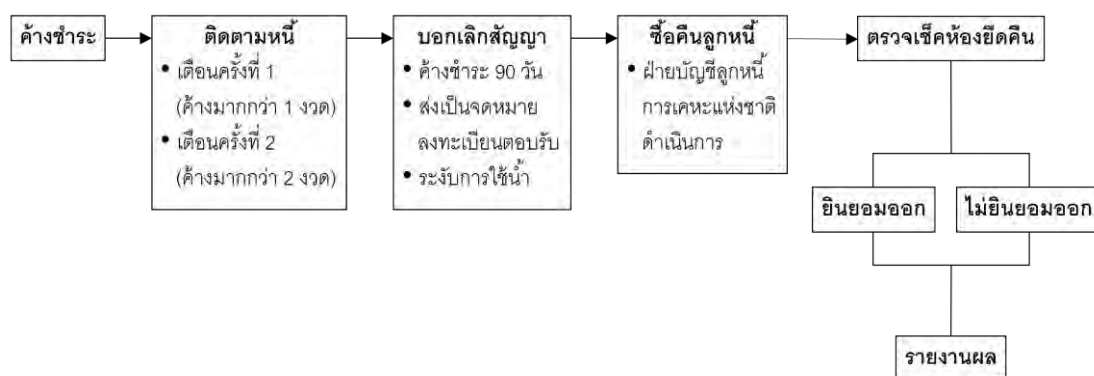 ค้างชำระ
ติดตามหนี้
• เตือนครั้งที่ 1
(ค้างมากกว่า 1 งวด)
• เตือนครั้งที่ 2
(ค้างมากกว่า 2 งวด)
บอกเลิกสัญญา
• ค้างชำระ 90 วัน
• ส่งเป็นจดหมาย
ลงทะเบียนตอบรับ
• ระงับการใช้น้ำ
ซื้อคืนลูกหนี้
• ฝ่ายบัญชีลูกหนี้
การเคหะแห่งชาติ
ดำเนินการ
ตรวจเช็คห้องยึดคืน
ยินยอมออก
ไม่ยินยอมออก
รายงานผล